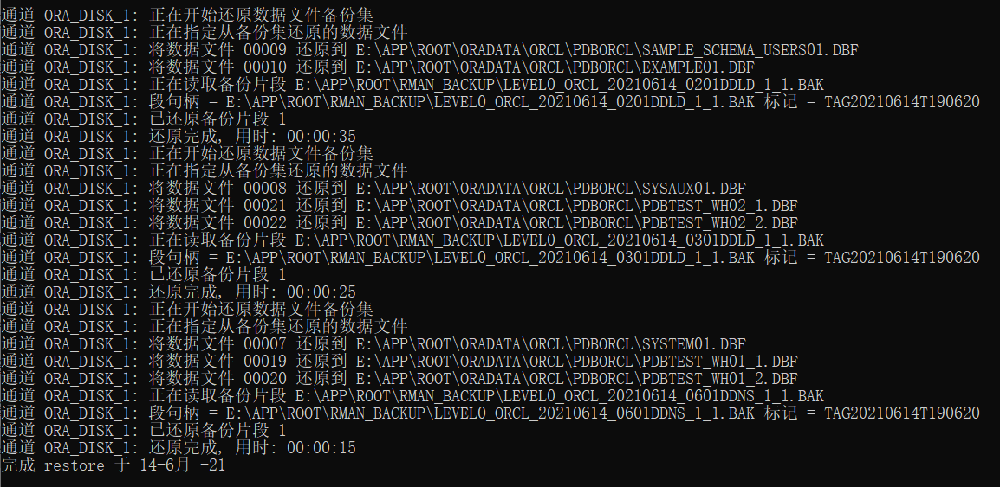 通道 ORA_DISK_1: 正在开始还原数据文件备份集
通道 ORA_DISK_1: 正在指定从备份集还原的数据文件
通道 ORA_DISK_1: 将数据文件 00009 还原到 E:\APP\ROOT\ORADATA\ORCL\PDBORCL\SAMPLE_SCHEMA_USERS01.DBF
通道 ORA_DISK_1: 将数据文件 00010 还原到 E:\APP\ROOT\ORADATA\ORCL\PDBORCL\EXAMPLE01.DBF
通道 ORA_DISK_1: 正在读取备份片段 E:\APP\ROOT\RMAN_BACKUP\LEVEL0_ORCL_20210614_0201DDLD_1_1.BAK
通道 ORA_DISK_1: 段句柄 = E:\APP\ROOT\RMAN_BACKUP\LEVEL0_ORCL_20210614_0201DDLD_1_1.BAK 标记 = TAG20210614T190620
通道 ORA_DISK_1: 已还原备份片段 1
通道 ORA_DISK_1: 还原完成, 用时: 00:00:35
通道 ORA_DISK_1: 正在开始还原数据文件备份集
通道 ORA_DISK_1: 正在指定从备份集还原的数据文件
通道 ORA_DISK_1: 将数据文件 00008 还原到 E:\APP\ROOT\ORADATA\ORCL\PDBORCL\SYSAUX01.DBF
通道 ORA_DISK_1: 将数据文件 00021 还原到 E:\APP\ROOT\ORADATA\ORCL\PDBORCL\PDBTEST_WH02_1.DBF
通道 ORA_DISK_1: 将数据文件 00022 还原到 E:\APP\ROOT\ORADATA\ORCL\PDBORCL\PDBTEST_WH02_2.DBF
通道 ORA_DISK_1: 正在读取备份片段 E:\APP\ROOT\RMAN_BACKUP\LEVEL0_ORCL_20210614_0301DDLD_1_1.BAK
通道 ORA_DISK_1: 段句柄 = E:\APP\ROOT\RMAN_BACKUP\LEVEL0_ORCL_20210614_0301DDLD_1_1.BAK 标记 = TAG20210614T190620
通道 ORA_DISK_1: 已还原备份片段 1
通道 ORA_DISK_1: 还原完成, 用时: 00:00:25
通道 ORA_DISK_1: 正在开始还原数据文件备份集
通道 ORA_DISK_1: 正在指定从备份集还原的数据文件
通道 ORA_DISK_1: 将数据文件 00007 还原到 E:\APP\ROOT\ORADATA\ORCL\PDBORCL\SYSTEM01.DBF
通道 ORA_DISK_1: 将数据文件 00019 还原到 E:\APP\ROOT\ORADATA\ORCL\PDBORCL\PDBTEST_WH01_1.DBF
通道 ORA_DISK_1: 将数据文件 00020 还原到 E:\APP\ROOT\ORADATA\ORCL\PDBORCL\PDBTEST_WH01_2.DBF
通道 ORA_DISK_1: 正在读取备份片段 E:\APP\ROOT\RMAN_BACKUP\LEVEL0_ORCL_20210614_0601DDNS_1_1.BAK
通道 ORA_DISK_1: 段句柄 = E:\APP\ROOT\RMAN_BACKUP\LEVEL0_ORCL_20210614_0601DDNS_1_1.BAK 标记 = TAG20210614T190620
通道 ORA_DISK_1: 已还原备份片段 1
通道 ORA_DISK_1: 还原完成, 用时: 00:00:15
完成 restore 于 14-6月 -21